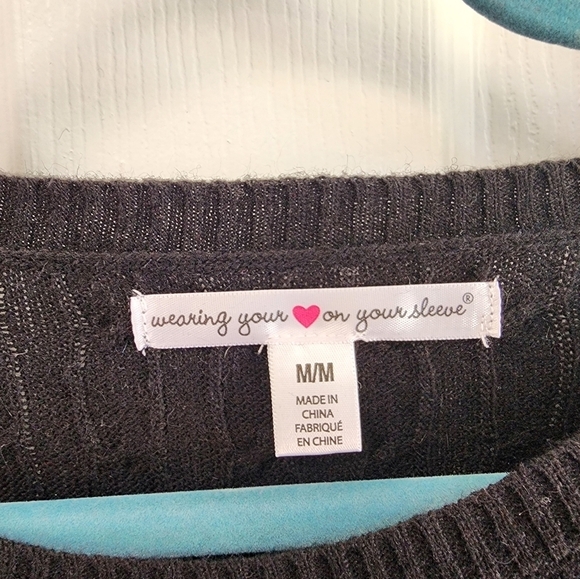 wearing your ♥ on your sleeve®
M/M
MADE IN
CHINA
FABRIQUÉ
EN CHINE